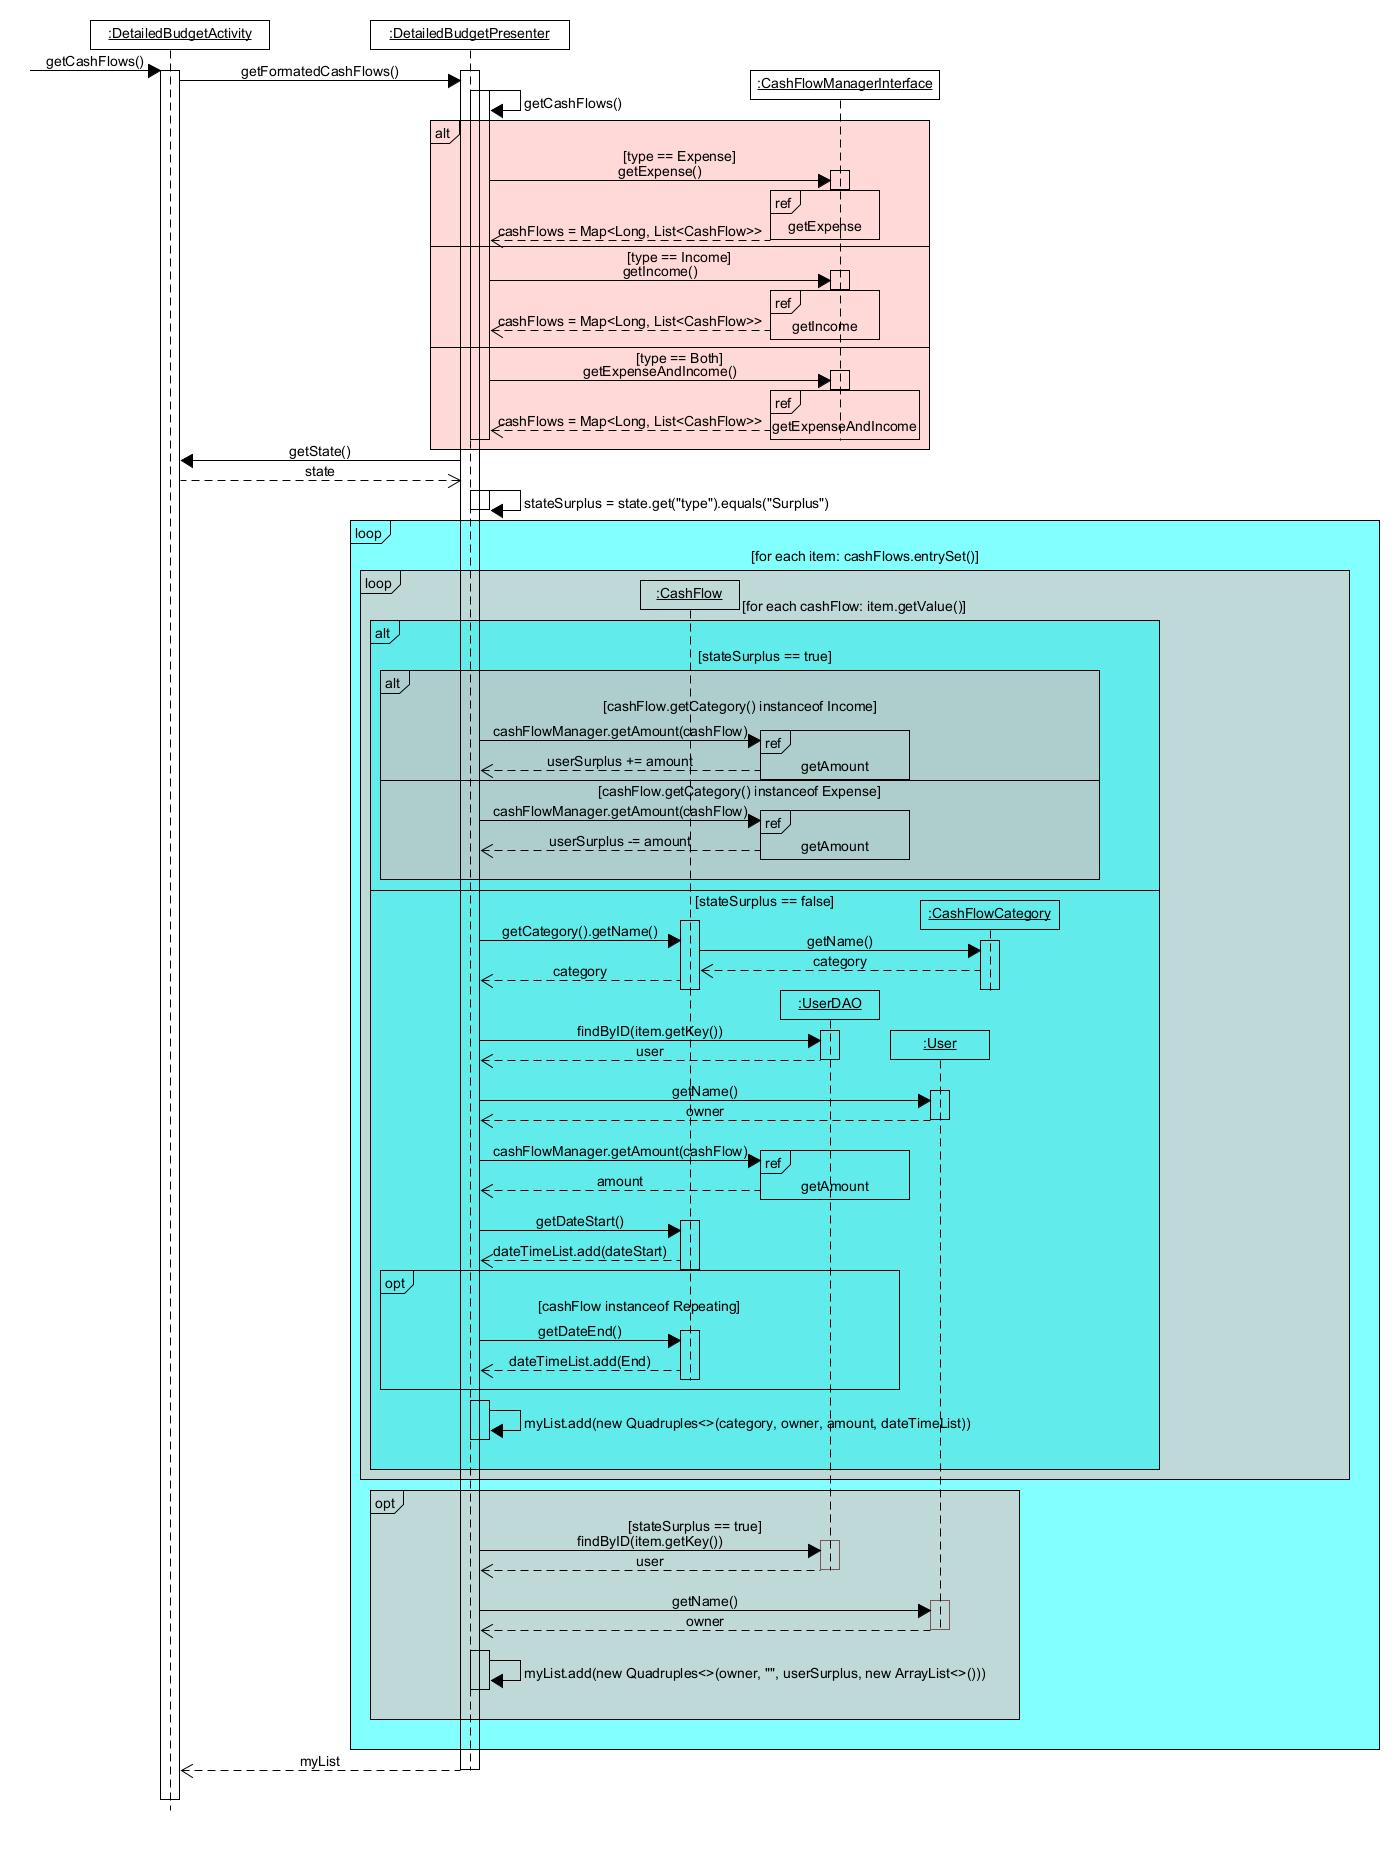 :DetailedBudgetActivity
:DetailedBudgetPresenter
getCashFlows()
getFormatedCashFlows()
:CashFlowManagerInterface
getCashFlows()
alt
[type == Expense]
getExpense()
ref
getExpense
cashFlows = Map<Long, List<CashFlow>>
[type == Income]
getIncome()
ref
getIncome
cashFlows = Map<Long, List<CashFlow>>
[type == Both]
getExpenseAndIncome()
ref
getExpenseAndIncome
cashFlows = Map<Long, List<CashFlow>>
getState()
state
stateSurplus = state.get("type").equals("Surplus")
loop
[for each item: cashFlows.entrySet()]
loop
:CashFlow
[for each cashFlow: item.getValue()]
alt
[stateSurplus == true]
alt
[cashFlow.getCategory() instanceof Income]
cashFlowManager.getAmount(cashFlow)
ref
getAmount
userSurplus += amount
[cashFlow.getCategory() instanceof Expense]
cashFlowManager.getAmount(cashFlow)
ref
getAmount
userSurplus -= amount
[stateSurplus == false]
:CashFlowCategory
getCategory().getName()
getName()
category
category
:UserDAO
findByID(item.getKey())
user
:User
getName()
owner
cashFlowManager.getAmount(cashFlow)
ref
getAmount
amount
getDateStart()
dateTimeList.add(dateStart)
opt
[cashFlow instanceof Repeating]
getDateEnd()
dateTimeList.add(End)
myList.add(new Quadruples<>(category, owner, amount, dateTimeList))
opt
[stateSurplus == true]
findByID(item.getKey())
user
getName()
owner
myList.add(new Quadruples<>(owner, "", userSurplus, new ArrayList<>()))
myList